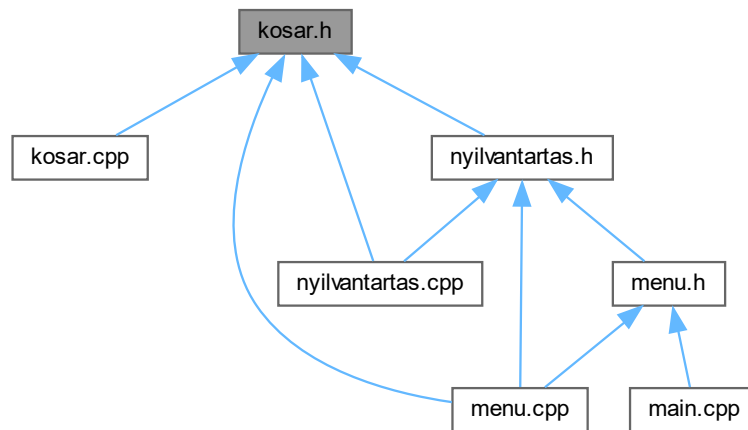 kosar.h
kosar.cpp
nyilvantartas.h
nyilvantartas.cpp
menu.h
menu.cpp
main.cpp